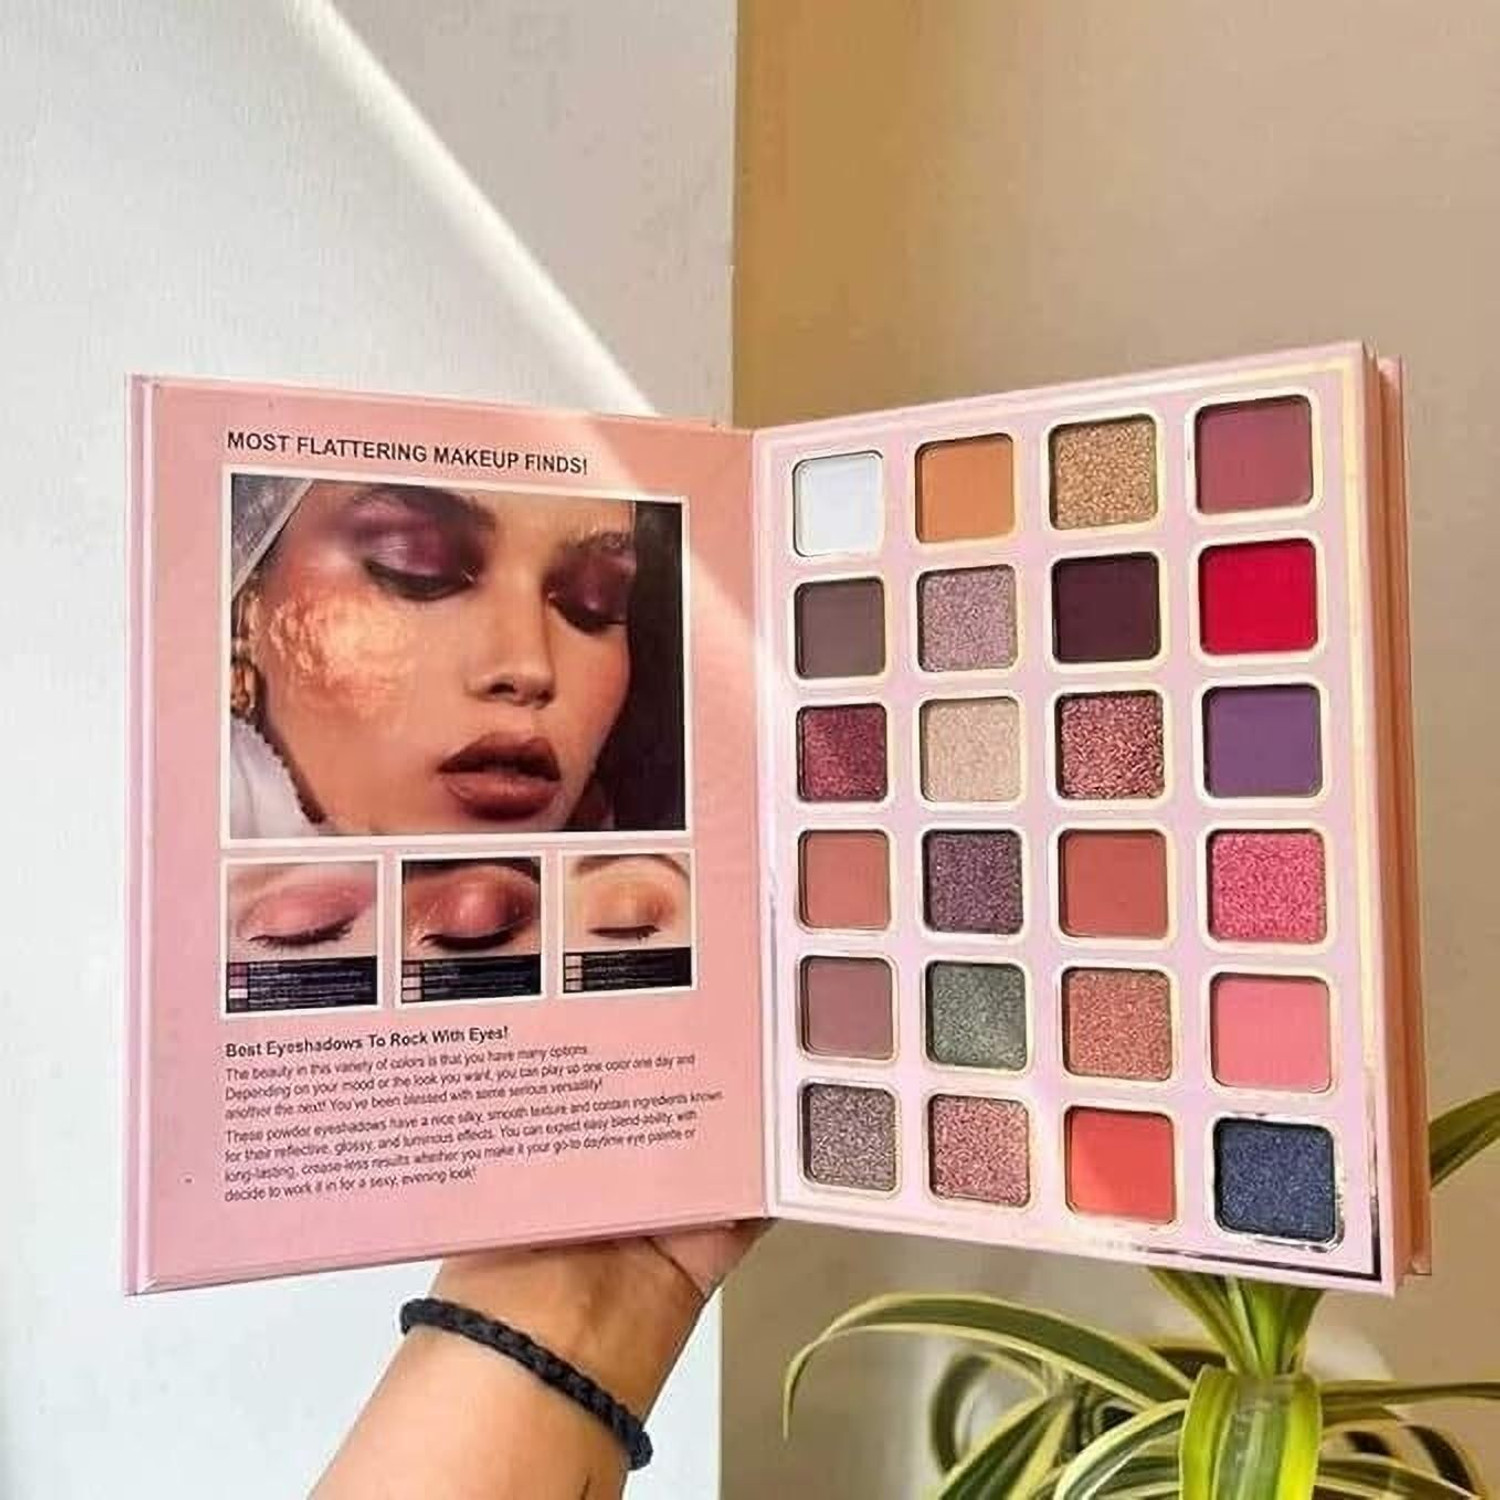 MOST FLATTERING MAKEUP FINDS!
Best Eyeshadows To Rock With Eyes!
The beauty in this variety of colors is that you have many options.
Depending on your mood or the look you want, you can play up one color one day and
another the next! You've been blessed with some serious versatility!
These powder eyeshadows have a nice silky, smooth texture and contain ingredients known
for their reflective, glossy, and luminous effects. You can expect easy blend-ability, with
long-lasting, crease-less results whether you make it your go-to daytime eye palette or
decide to work it in for a sexy, evening look!